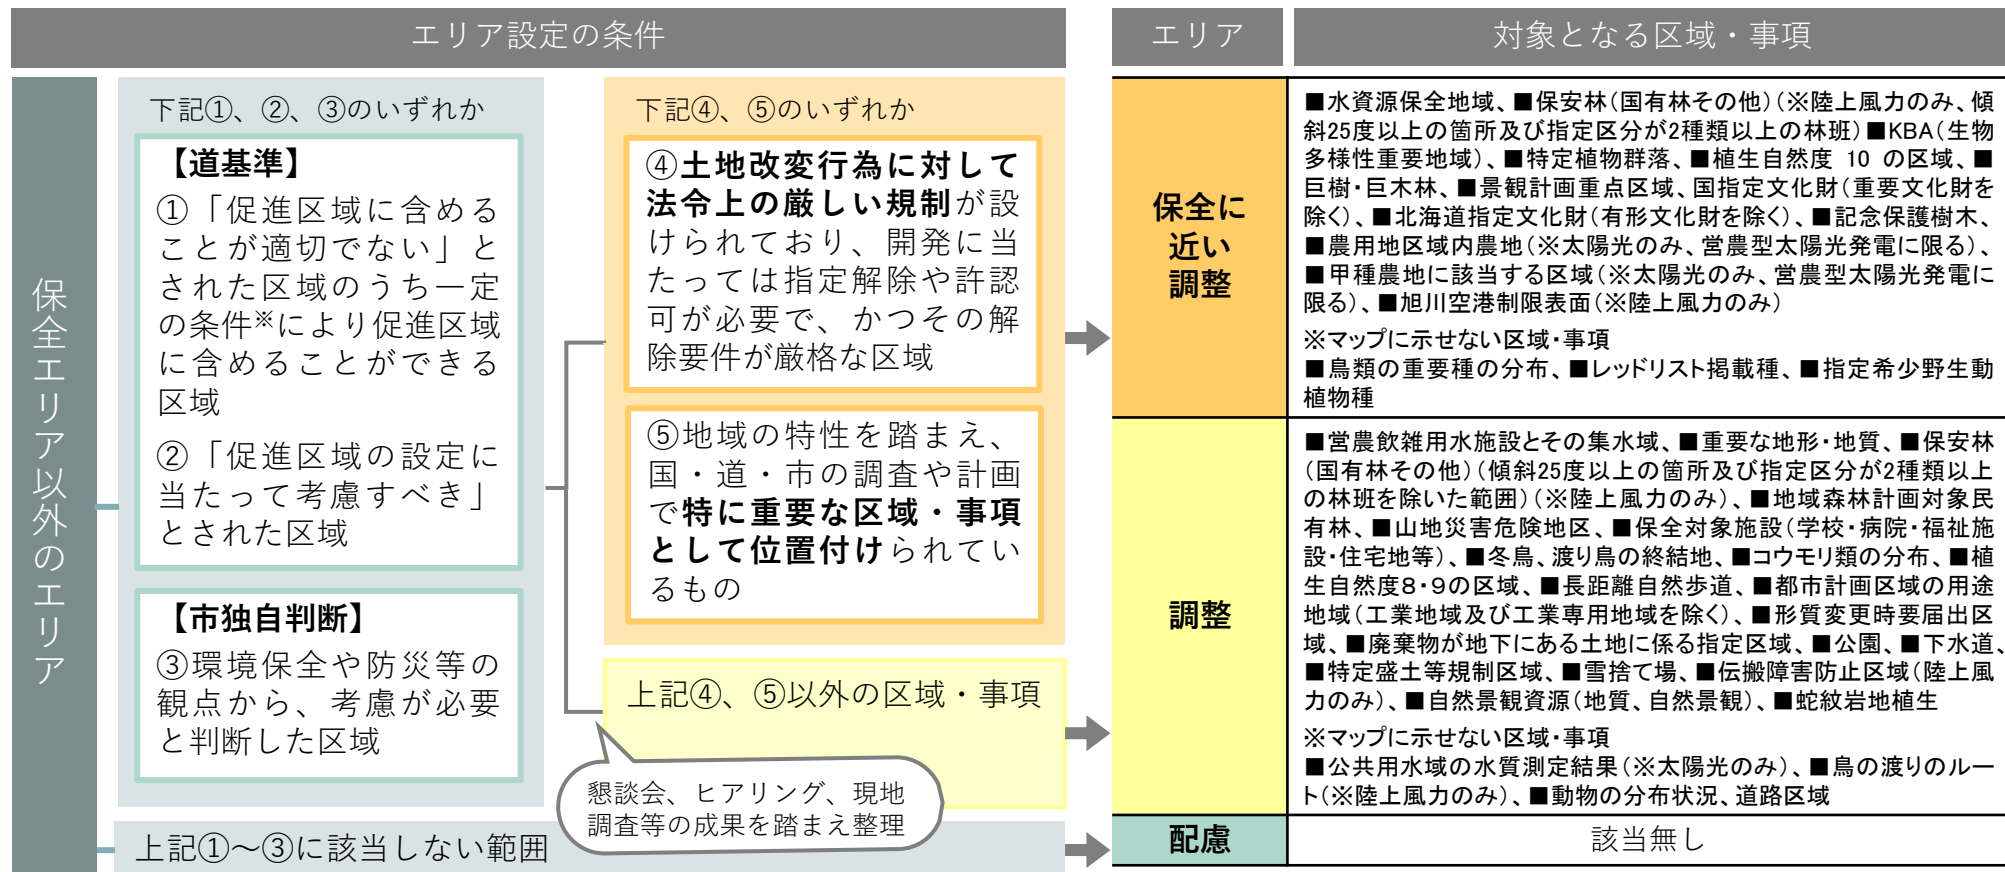 エリア設定の条件
エリア
対象となる区域・事項
保全エリア以外のエリア
下記①、②、③のいずれか
【道基準】
①「促進区域に含める
ことが適切でない」と
された区域のうち一定
の条件※により促進区域
に含めることができる
区域
②「促進区域の設定に
当たって考慮すべき」
とされた区域
【市独自判断】
③環境保全や防災等の
観点から、考慮が必要
と判断した区域
下記④、⑤のいずれか
④土地改変行為に対して
法令上の厳しい規制が設
けられており、開発に当
たっては指定解除や許認
可が必要で、かつその解
除要件が厳格な区域
⑤地域の特性を踏まえ、
国・道・市の調査や計画
で特に重要な区域・事項
として位置付けられてい
るもの
上記④、⑤以外の区域・事項
懇談会、ヒアリング、現地
調査等の成果を踏まえ整理
上記①～③に該当しない範囲
保全に
近い
調整
■水資源保全地域、■保安林(国有林その他)(※陸上風力のみ、傾
斜25度以上の箇所及び指定区分が2種類以上の林班)■KBA(生物
多様性重要地域)、■特定植物群落、■植生自然度 10 の区域、■
巨樹・巨木林、■景観計画重点区域、国指定文化財(重要文化財を
除く)、■北海道指定文化財(有形文化財を除く)、■記念保護樹木、
■農用地区域内農地(※太陽光のみ、営農型太陽光発電に限る)、
■甲種農地に該当する区域(※太陽光のみ、営農型太陽光発電に
限る)、■旭川空港制限表面(※陸上風力のみ)
※マップに示せない区域・事項
■鳥類の重要種の分布、■レッドリスト掲載種、■指定希少野生動
植物種
調整
■営農飲雑用水施設とその集水域、■重要な地形・地質、■保安林
(国有林その他)(傾斜25度以上の箇所及び指定区分が2種類以上
の林班を除いた範囲)(※陸上風力のみ)、■地域森林計画対象民
有林、■山地災害危険地区、■保全対象施設(学校・病院・福祉施
設・住宅地等)、■冬鳥、渡り鳥の終結地、■コウモリ類の分布、■植
生自然度8・9の区域、■長距離自然歩道、■都市計画区域の用途
地域(工業地域及び工業専用地域を除く)、■形質変更時要届出区
域、■廃棄物が地下にある土地に係る指定区域、■公園、■下水道、
■特定盛土等規制区域、■雪捨て場、■伝搬障害防止区域(陸上風
力のみ)、■自然景観資源(地質、自然景観)、■蛇紋岩地植生
※マップに示せない区域・事項
■公共用水域の水質測定結果(※太陽光のみ)、■鳥の渡りのルー
ト(※陸上風力のみ)、■動物の分布状況、道路区域
配慮
該当無し